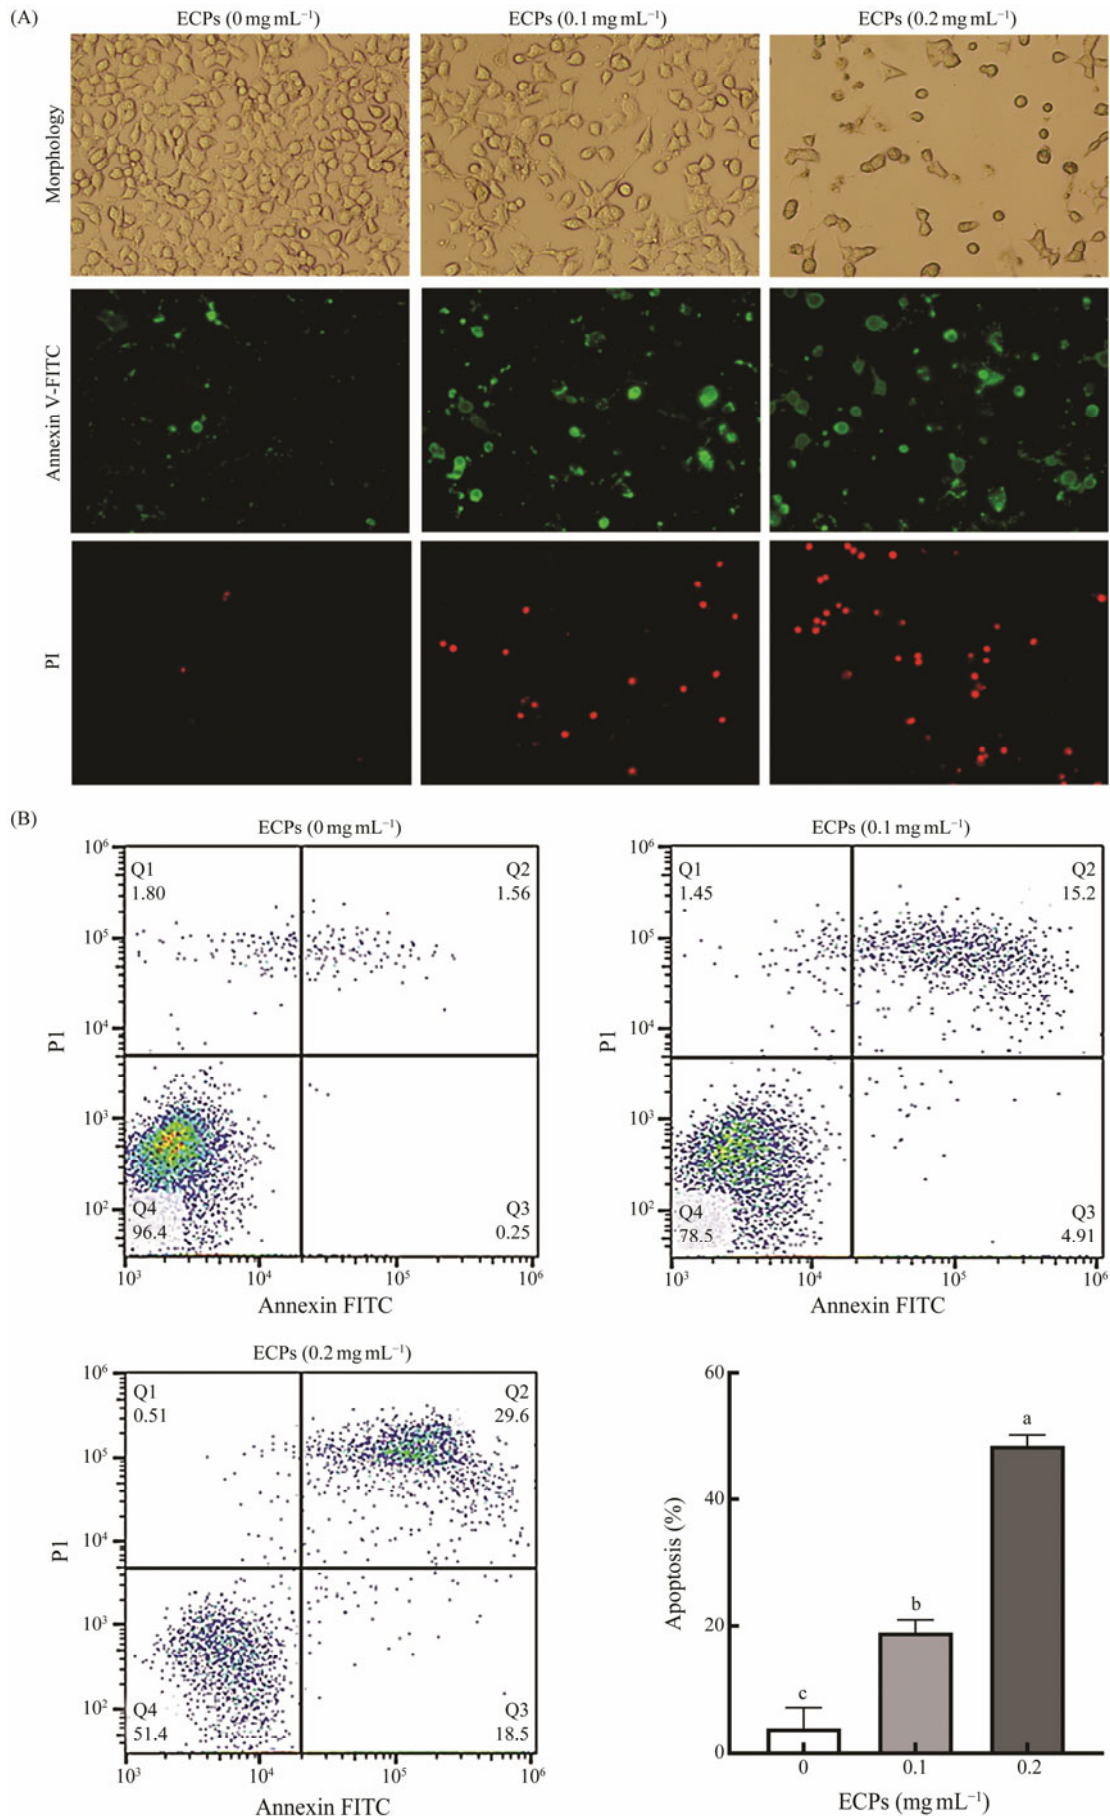 (A)
ECPs (0 mg mL⁻¹)
ECPs (0.1 mg mL⁻¹)
ECPs (0.2 mg mL⁻¹)
Morphology
Annexin V-FITC
PI
(B)
ECPs (0 mg mL⁻¹)
10⁶
10⁵
10⁴
10³
10²
P1
Q1
1.80
Q2
1.56
Q4
96.4
Q3
0.25
10³
10⁴
10⁵
10⁶
Annexin FITC
ECPs (0.1 mg mL⁻¹)
10⁶
10⁵
10⁴
10³
10²
P1
Q1
1.45
Q2
15.2
Q4
78.5
Q3
4.91
10³
10⁴
10⁵
10⁶
Annexin FITC
ECPs (0.2 mg mL⁻¹)
10⁶
10⁵
10⁴
10³
10²
P1
Q1
0.51
Q2
29.6
Q4
51.4
Q3
18.5
10³
10⁴
10⁵
10⁶
Annexin FITC
60
40
20
0
Apoptosis (%)
c
b
a
0
0.1
0.2
ECPs (mg mL⁻¹)